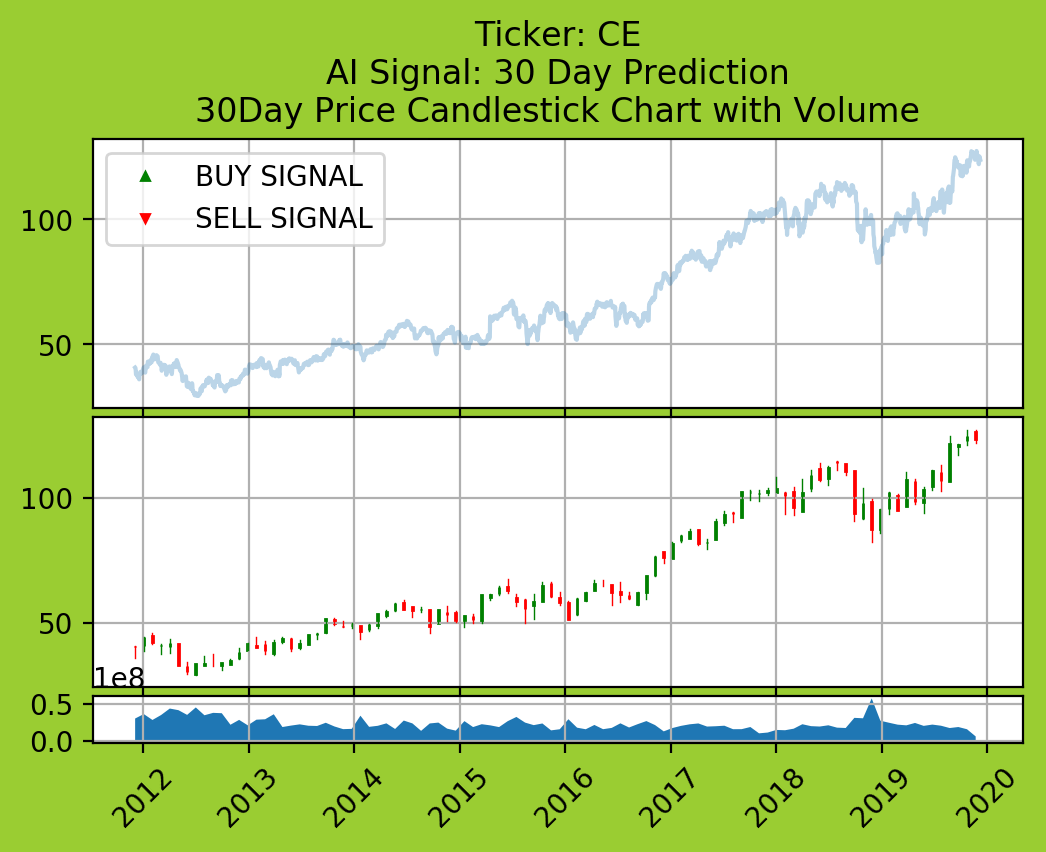 Ticker: CE
AI Signal: 30 Day Prediction
30Day Price Candlestick Chart with Volume
BUY SIGNAL
SELL SIGNAL
100
50
100
50
1e8
0.5
0.0
2012 2013 2014 2015 2016 2017 2018 2019 2020